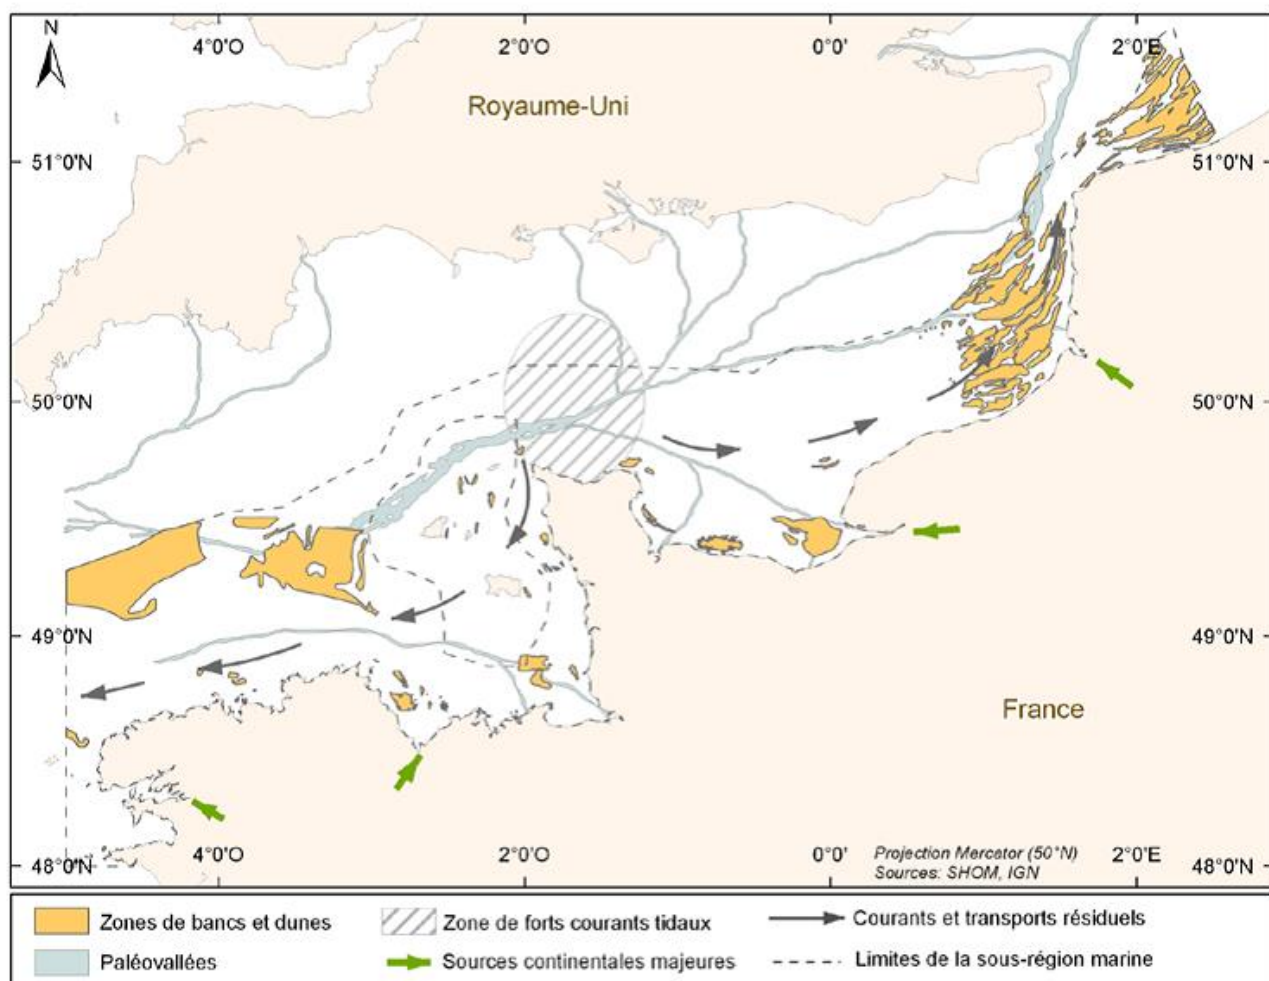 N
4°0'O 2°0'O 0°0' 2°0'E
Royaume-Uni
51°0'N 51°0'N
50°0'N 50°0'N
49°0'N 49°0'N
France
4°0'O 2°0'O 0°0' 2°0'E
48°0'N 48°0'N
Projection Mercator (50°N)
Sources: SHOM, IGN
Zones de bancs et dunes Zone de forts courants tidaux Courants et transports résiduels
Paléovallées Sources continentales majeures Limites de la sous-région marine